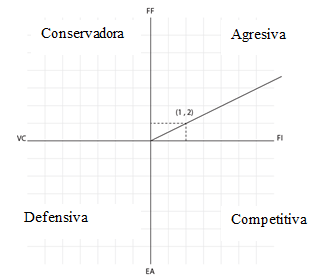 FF
Conservadora
Agresiva
(1, 2)
VC
FI
Defensiva
Competitiva
EA